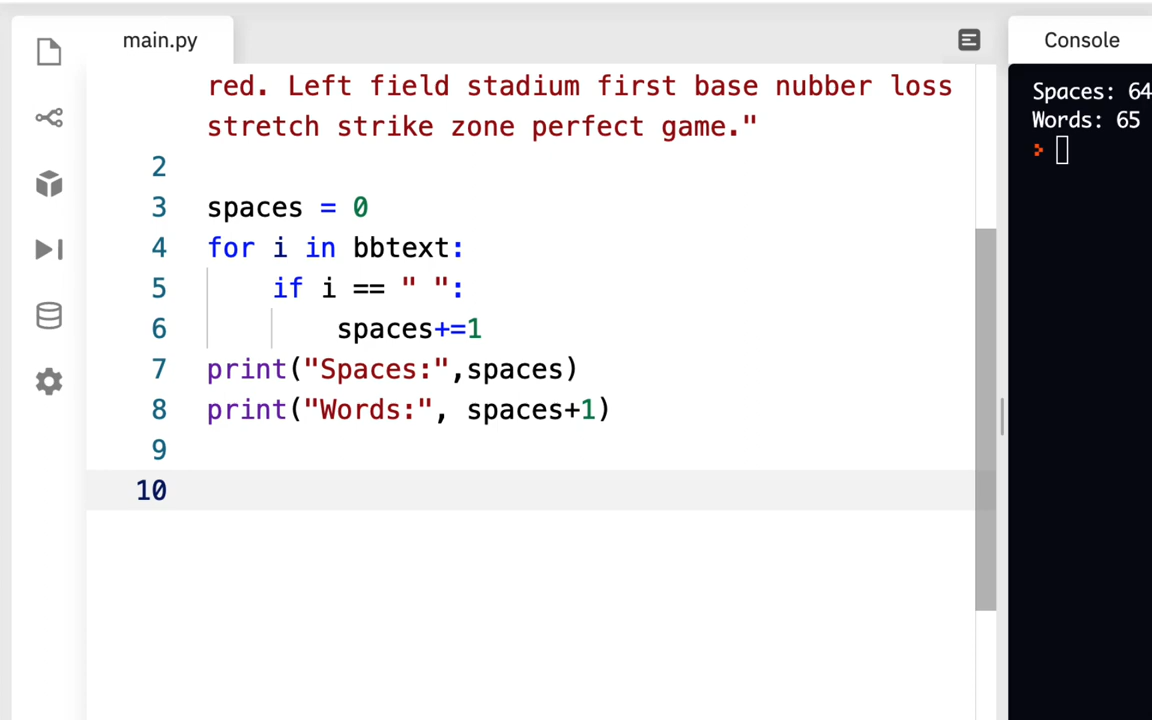 main.py
Console
red. Left field stadium first base nubber loss
stretch strike zone perfect game."
2
3 spaces = 0
4 for i in bbtext:
5 if i == " ":
6 spaces+=1
7 print("Spaces:",spaces)
8 print("Words:", spaces+1)
9
10
Spaces: 64
Words: 65